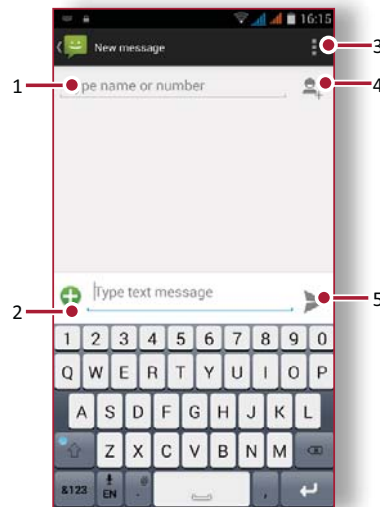 16:15
New message
3
1
Type name or number
4
Type text message
2
5
1 2 3 4 5 6 7 8 9 0
Q W E R T Y U I O P
A S D F G H J K L
Z X C V B N M
&123 EN @ . ,